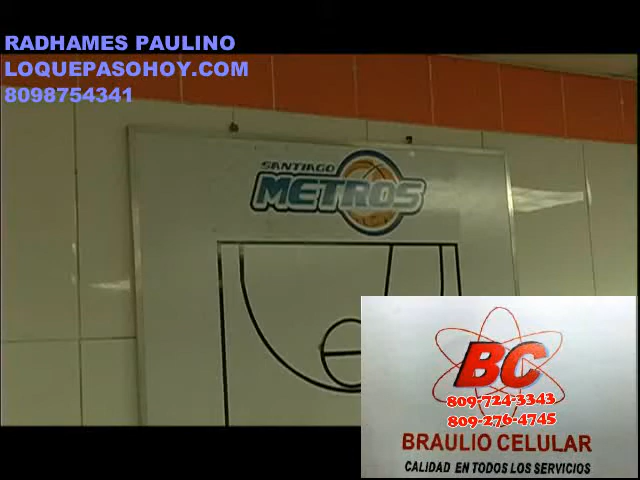 RADHAMES PAULINO
LOQUEPASOHOY.COM
8098754341
SANTIAGO
METROS
BC
809-724-3343
809-276-4745
BRAULIO CELULAR
CALIDAD EN TODOS LOS SERVICIOS